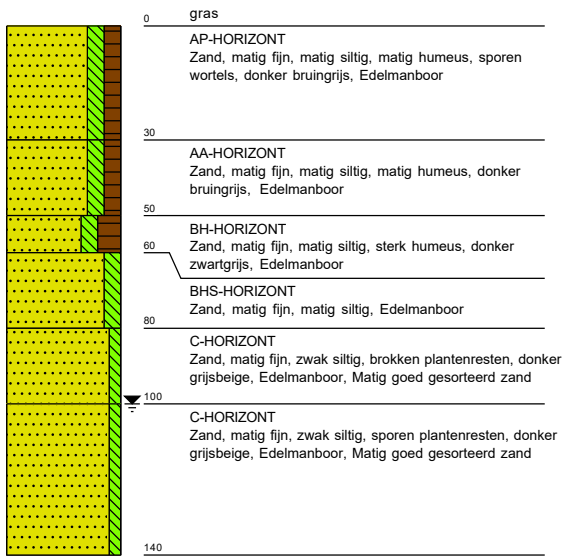 0 gras
AP-HORIZONT
Zand, matig fijn, matig siltig, matig humeus, sporen
wortels, donker bruingrijs, Edelmanboor
30
AA-HORIZONT
Zand, matig fijn, matig siltig, matig humeus, donker
bruingrijs, Edelmanboor
50
BH-HORIZONT
Zand, matig fijn, matig siltig, sterk humeus, donker
zwartgrijs, Edelmanboor
60
BHS-HORIZONT
Zand, matig fijn, matig siltig, Edelmanboor
80
C-HORIZONT
Zand, matig fijn, zwak siltig, brokken plantenresten, donker
grijsbeige, Edelmanboor, Matig goed gesorteerd zand
100
C-HORIZONT
Zand, matig fijn, zwak siltig, sporen plantenresten, donker
grijsbeige, Edelmanboor, Matig goed gesorteerd zand
140